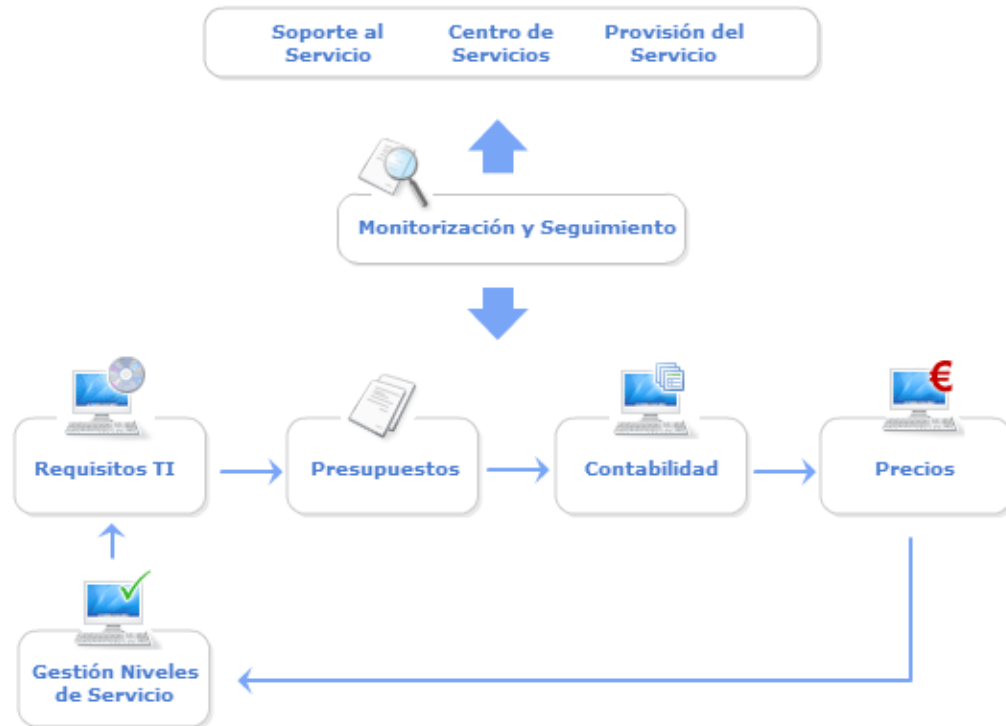 Soporte al Servicio
Centro de Servicios
Provisión del Servicio
Monitorización y Seguimiento
€
Requisitos TI
Presupuestos
Contabilidad
Precios
Gestión Niveles
de Servicio